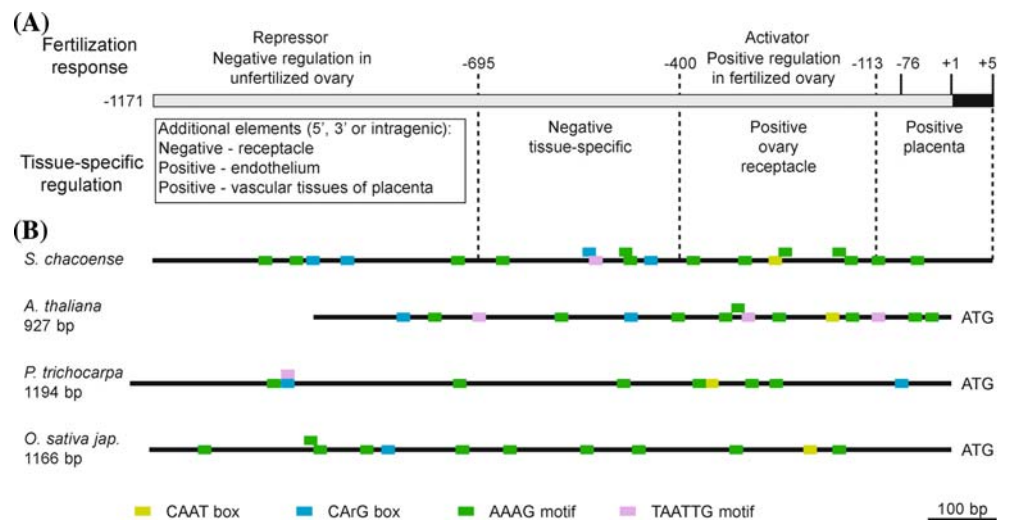 (A)
Fertilization
response
Repressor
Negative regulation in
unfertilized ovary
Activator
Positive regulation
in fertilized ovary
-695
-400
-113
-76
+1
+5
-1171
Tissue-specific
regulation
Additional elements (5', 3' or intragenic):
Negative - receptacle
Positive - endothelium
Positive - vascular tissues of placenta
Negative
tissue-specific
Positive
ovary
receptacle
Positive
placenta
(B)
S. chacoense
A. thaliana
927 bp
ATG
P. trichocarpa
1194 bp
ATG
O. sativa jap.
1166 bp
ATG
CAAT box
CArG box
AAAG motif
TAATTG motif
100 bp